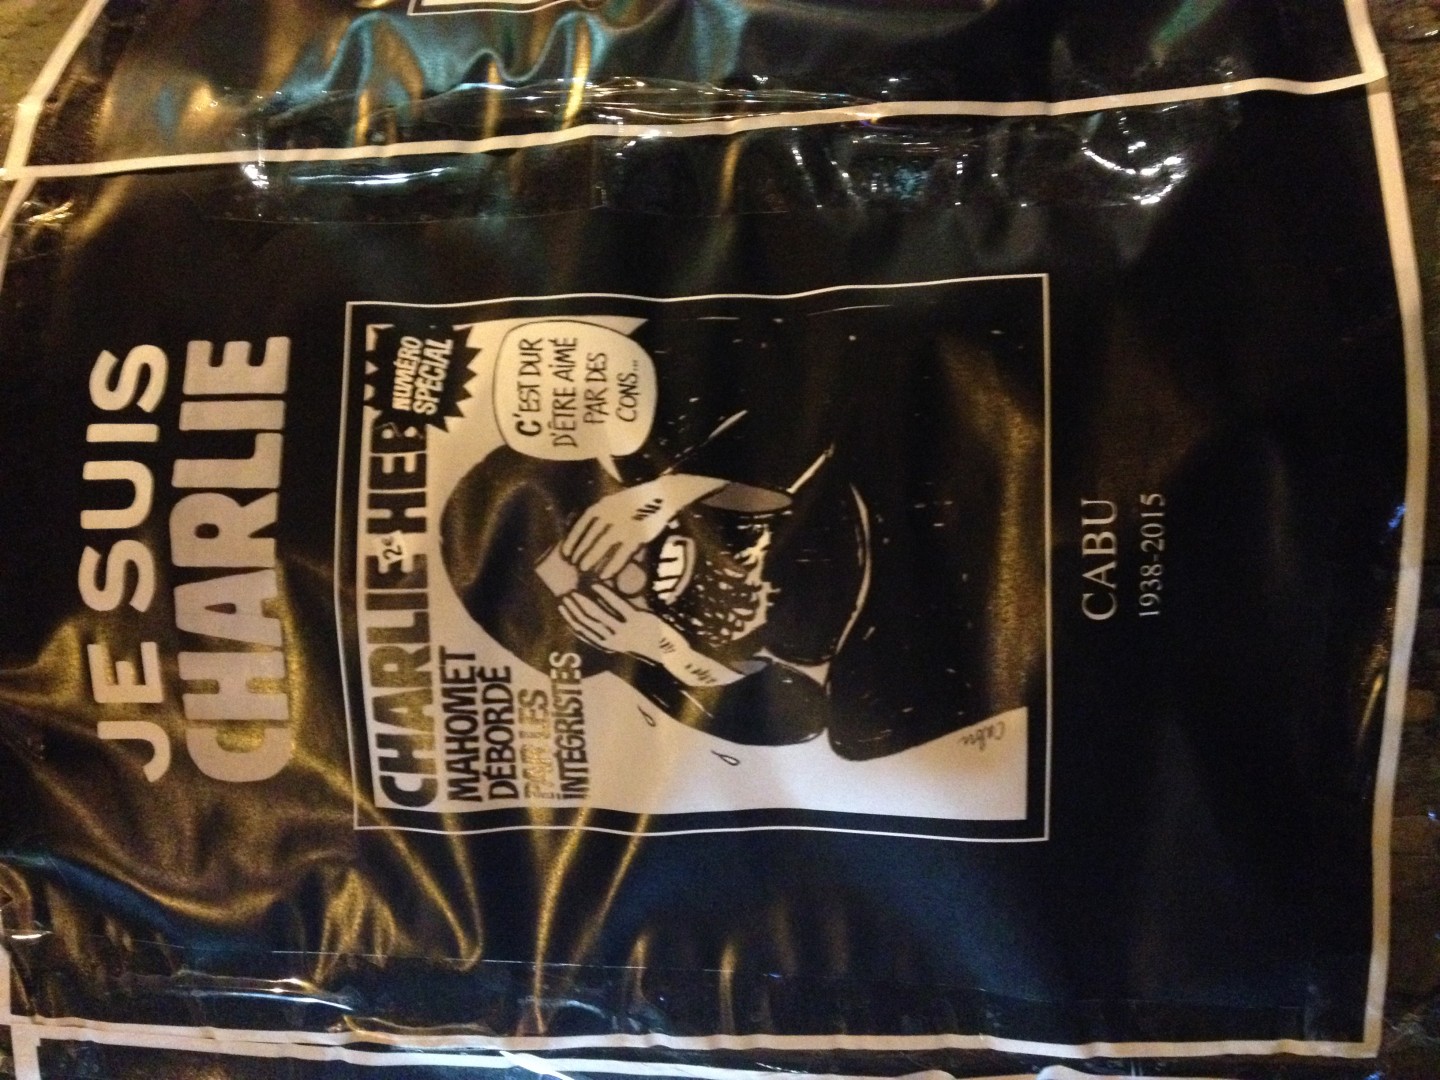 JE SUIS
CHARLIE
CHARLIE HEB
2€
NUMÉRO
SPÉCIAL
MAHOMET
DÉBORDÉ
PAR LES
INTÉGRISTES
C'EST DUR
D'ÊTRE AIMÉ
PAR DES
CONS...
Cabu
CABU
1938-2015